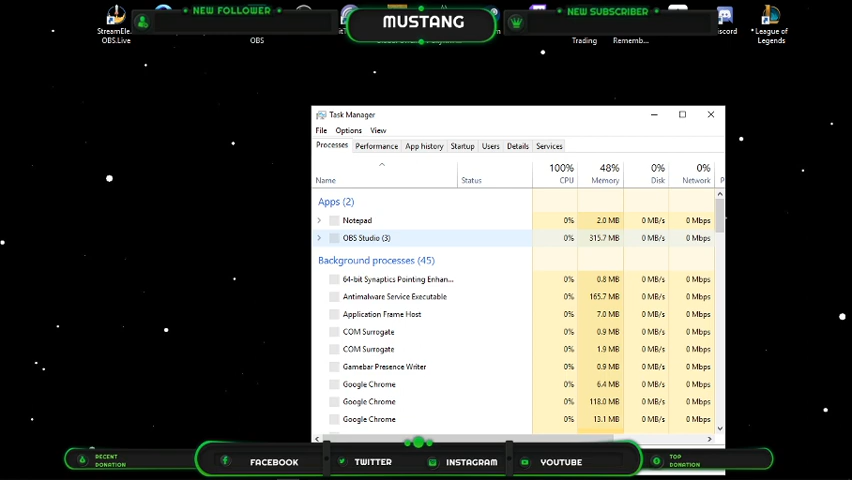 NEW FOLLOWER
MUSTANG
NEW SUBSCRIBER
StreamEle...
OBS.Live
OBS
Trading
Rememb...
iscord
League of
Legends
Task Manager
File Options View
Processes Performance App history Startup Users Details Services
100% 48% 0% 0%
Name Status CPU Memory Disk Network P
Apps (2)
Notepad 0% 2.0 MB 0 MB/s 0 Mbps
OBS Studio (3) 0% 315.7 MB 0 MB/s 0 Mbps
Background processes (45)
64-bit Synaptics Pointing Enhan... 0% 0.8 MB 0 MB/s 0 Mbps
Antimalware Service Executable 0% 165.7 MB 0 MB/s 0 Mbps
Application Frame Host 0% 7.0 MB 0 MB/s 0 Mbps
COM Surrogate 0% 0.9 MB 0 MB/s 0 Mbps
COM Surrogate 0% 1.9 MB 0 MB/s 0 Mbps
Gamebar Presence Writer 0% 0.9 MB 0 MB/s 0 Mbps
Google Chrome 0% 6.4 MB 0 MB/s 0 Mbps
Google Chrome 0% 118.0 MB 0 MB/s 0 Mbps
Google Chrome 0% 13.1 MB 0 MB/s 0 Mbps
RECENT
DONATION
FACEBOOK
TWITTER
INSTAGRAM
YOUTUBE
TOP
DONATION